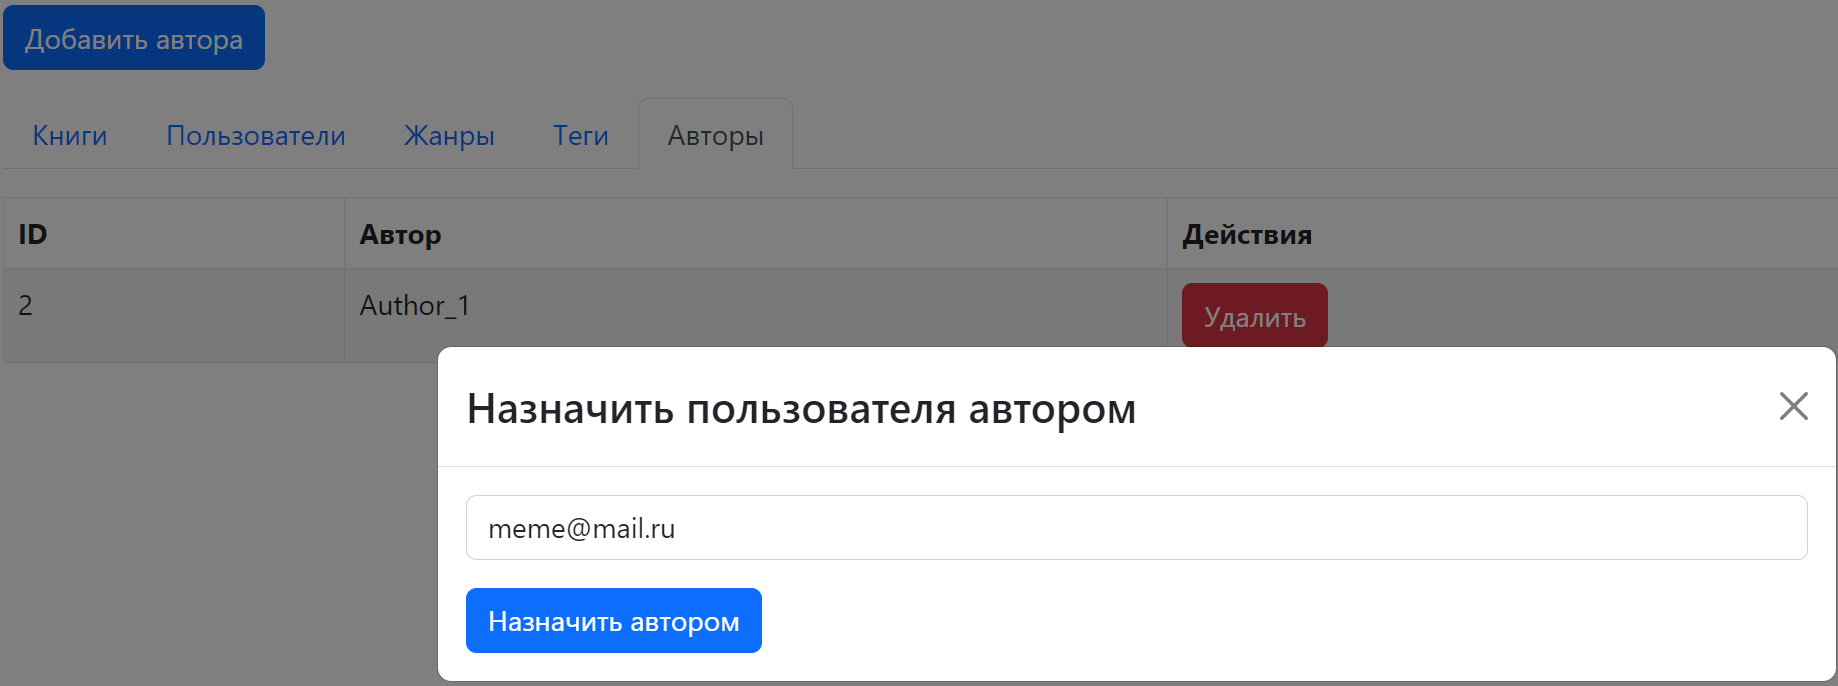 Добавить автора
Книги Пользователи Жанры Теги Авторы
ID Автор Действия
2 Author_1 Удалить
Назначить пользователя автором
meme@mail.ru
Назначить автором